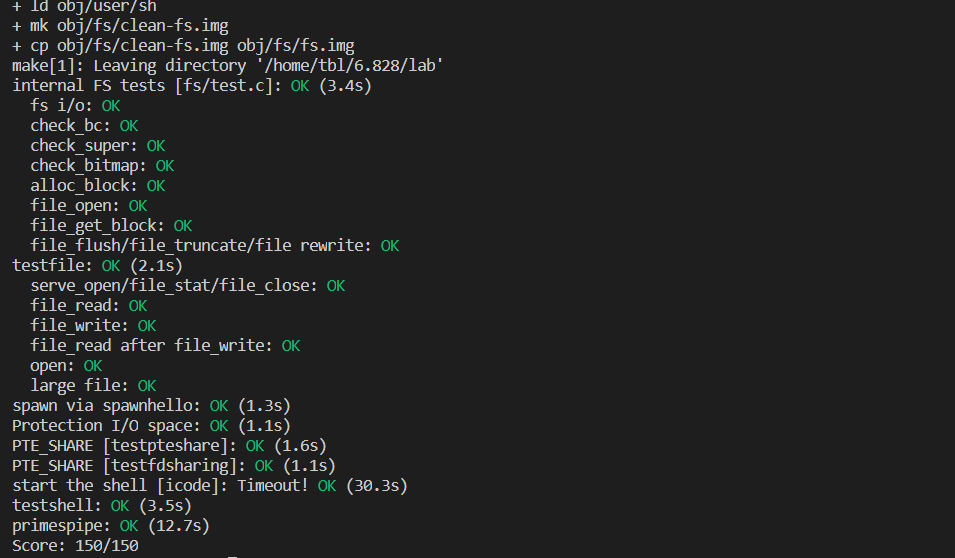 + ld obj/user/sh
+ mk obj/fs/clean-fs.img
+ cp obj/fs/clean-fs.img obj/fs/fs.img
make[1]: Leaving directory '/home/tbl/6.828/lab'
internal FS tests [fs/test.c]: OK (3.4s)
  fs i/o: OK
  check_bc: OK
  check_super: OK
  check_bitmap: OK
  alloc_block: OK
  file_open: OK
  file_get_block: OK
  file_flush/file_truncate/file rewrite: OK
testfile: OK (2.1s)
  serve_open/file_stat/file_close: OK
  file_read: OK
  file_write: OK
  file_read after file_write: OK
  open: OK
  large file: OK
spawn via spawnhello: OK (1.3s)
Protection I/O space: OK (1.1s)
PTE_SHARE [testpteshare]: OK (1.6s)
PTE_SHARE [testfdsharing]: OK (1.1s)
start the shell [icode]: Timeout! OK (30.3s)
testshell: OK (3.5s)
primespipe: OK (12.7s)
Score: 150/150